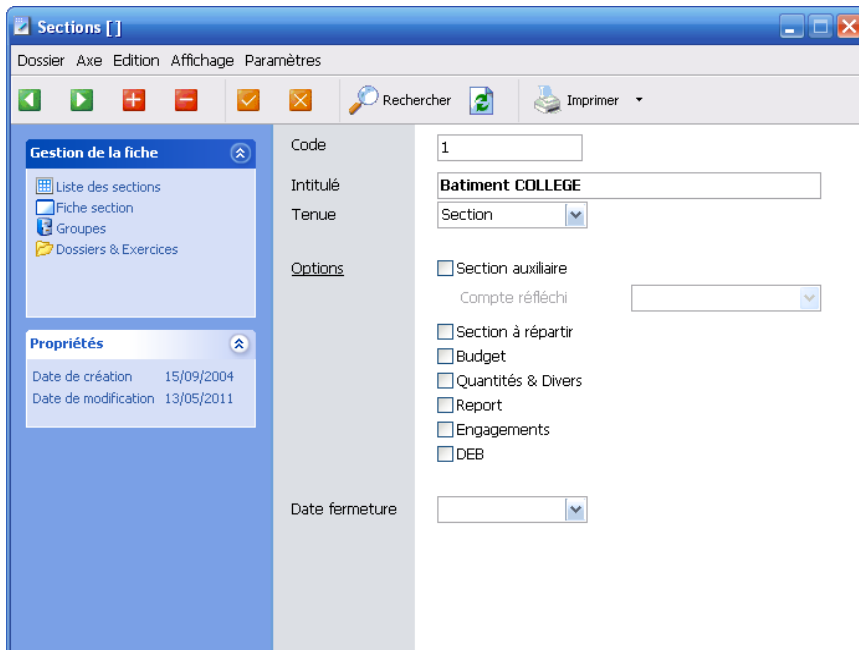 Sections [ ]
Dossier Axe Edition Affichage Paramètres
Rechercher Imprimer
Gestion de la fiche
Liste des sections
Fiche section
Groupes
Dossiers & Exercices
Propriétés
Date de création 15/09/2004
Date de modification 13/05/2011
Code 1
Intitulé Batiment COLLEGE
Tenue Section
Options Section auxiliaire
Compte réfléchi
Section à répartir
Budget
Quantités & Divers
Report
Engagements
DEB
Date fermeture